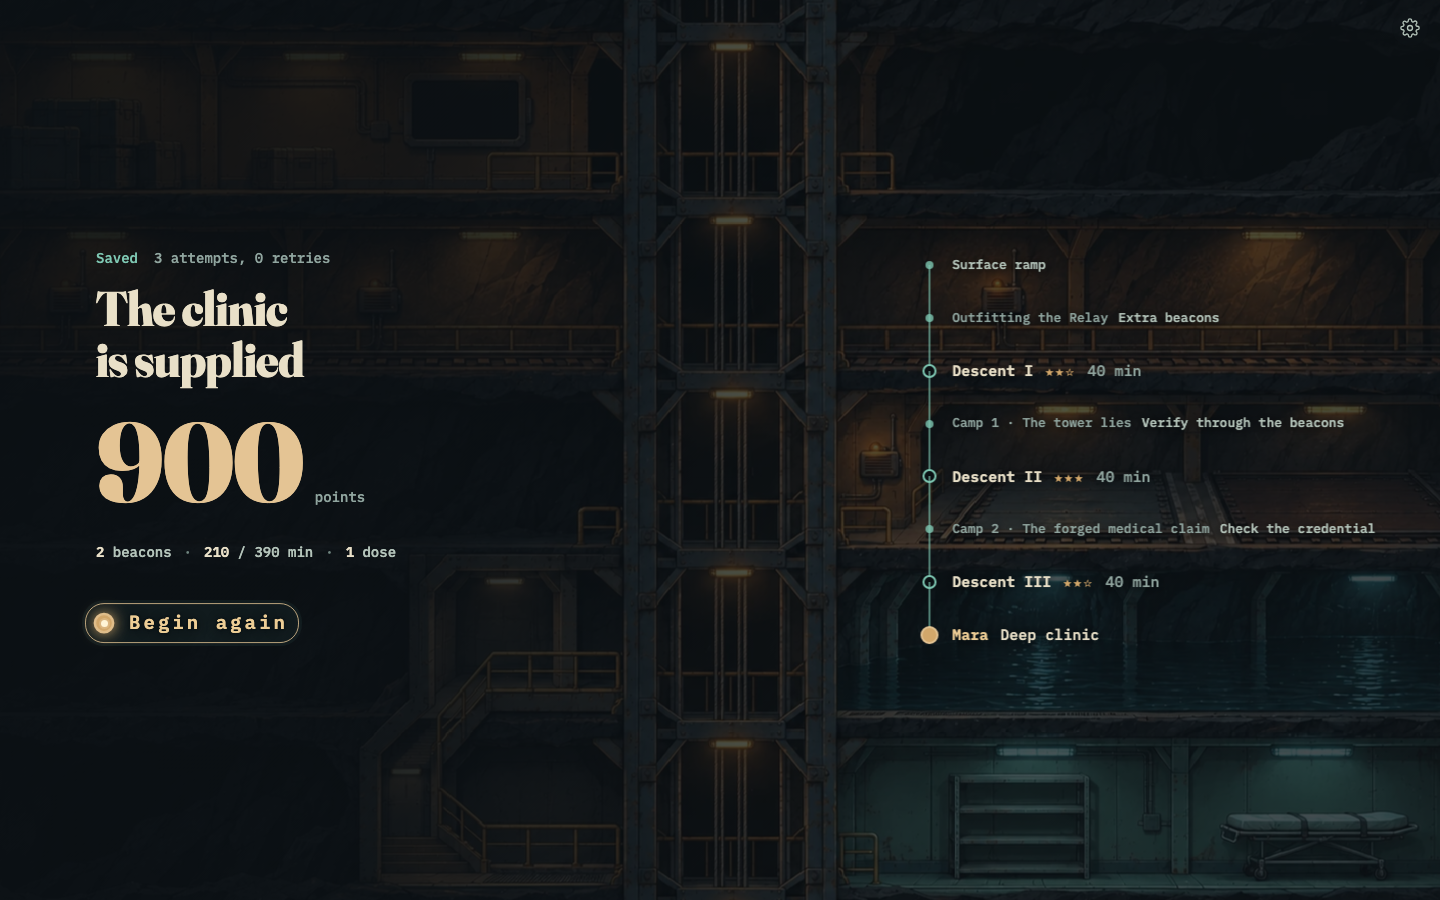 Saved 3 attempts, 0 retries
The clinic
is supplied
900 points
2 beacons · 210 / 390 min · 1 dose
Begin again
Surface ramp
Outfitting the Relay Extra beacons
Descent I ★★☆ 40 min
Camp 1 · The tower lies Verify through the beacons
Descent II ★★★ 40 min
Camp 2 · The forged medical claim Check the credential
Descent III ★★☆ 40 min
Mara Deep clinic